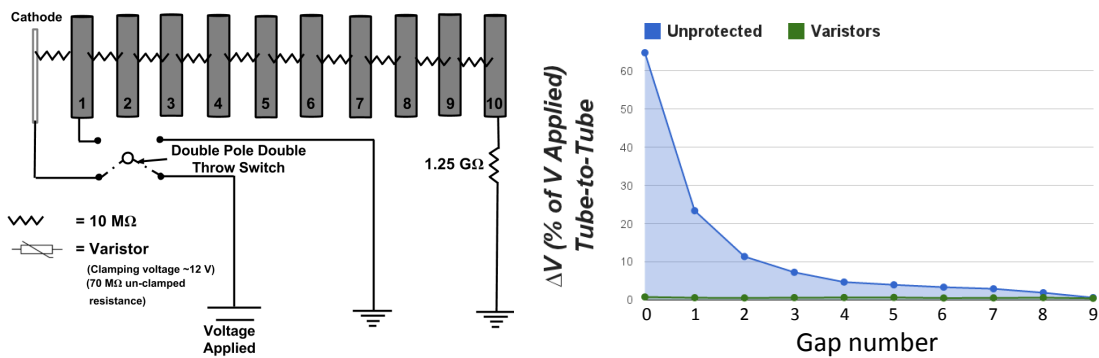 Cathode
1 2 3 4 5 6 7 8 9 10
Double Pole Double
Throw Switch
1.25 GΩ
= 10 MΩ
= Varistor
(Clamping voltage ~12 V)
(70 MΩ un-clamped
resistance)
Voltage
Applied
Unprotected Varistors
ΔV (% of V Applied)
Tube-to-Tube
60
50
40
30
20
10
0
0 1 2 3 4 5 6 7 8 9
Gap number